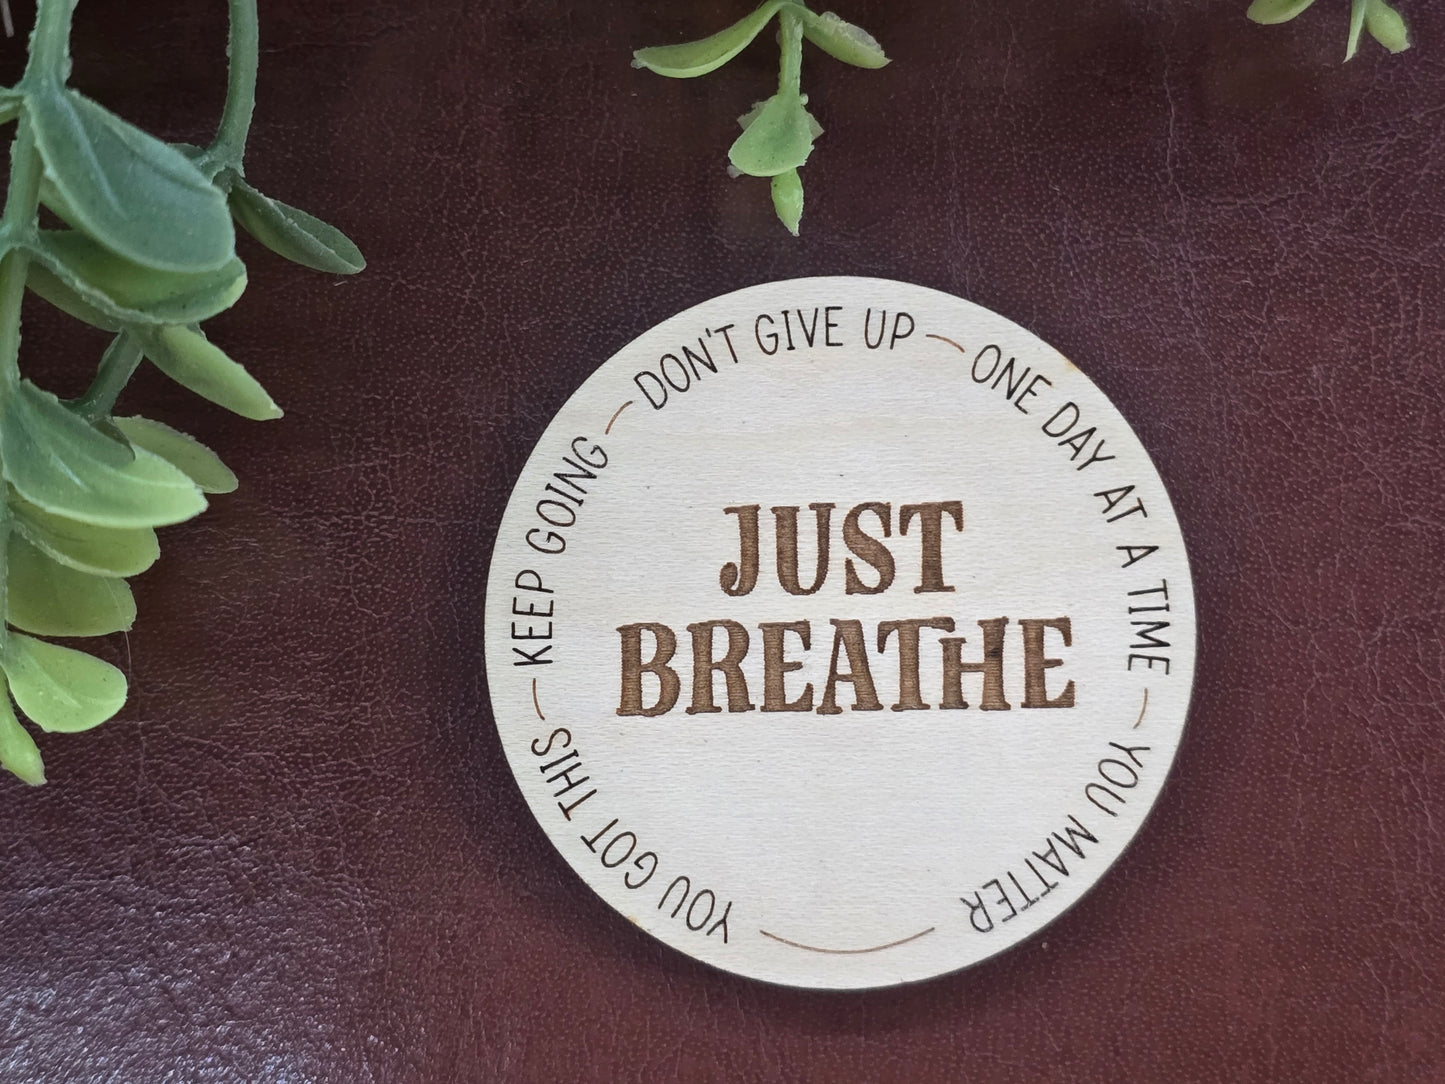 YOU GOT THIS – KEEP GOING – DON'T GIVE UP – ONE DAY AT A TIME – YOU MATTER
JUST
BREATHE